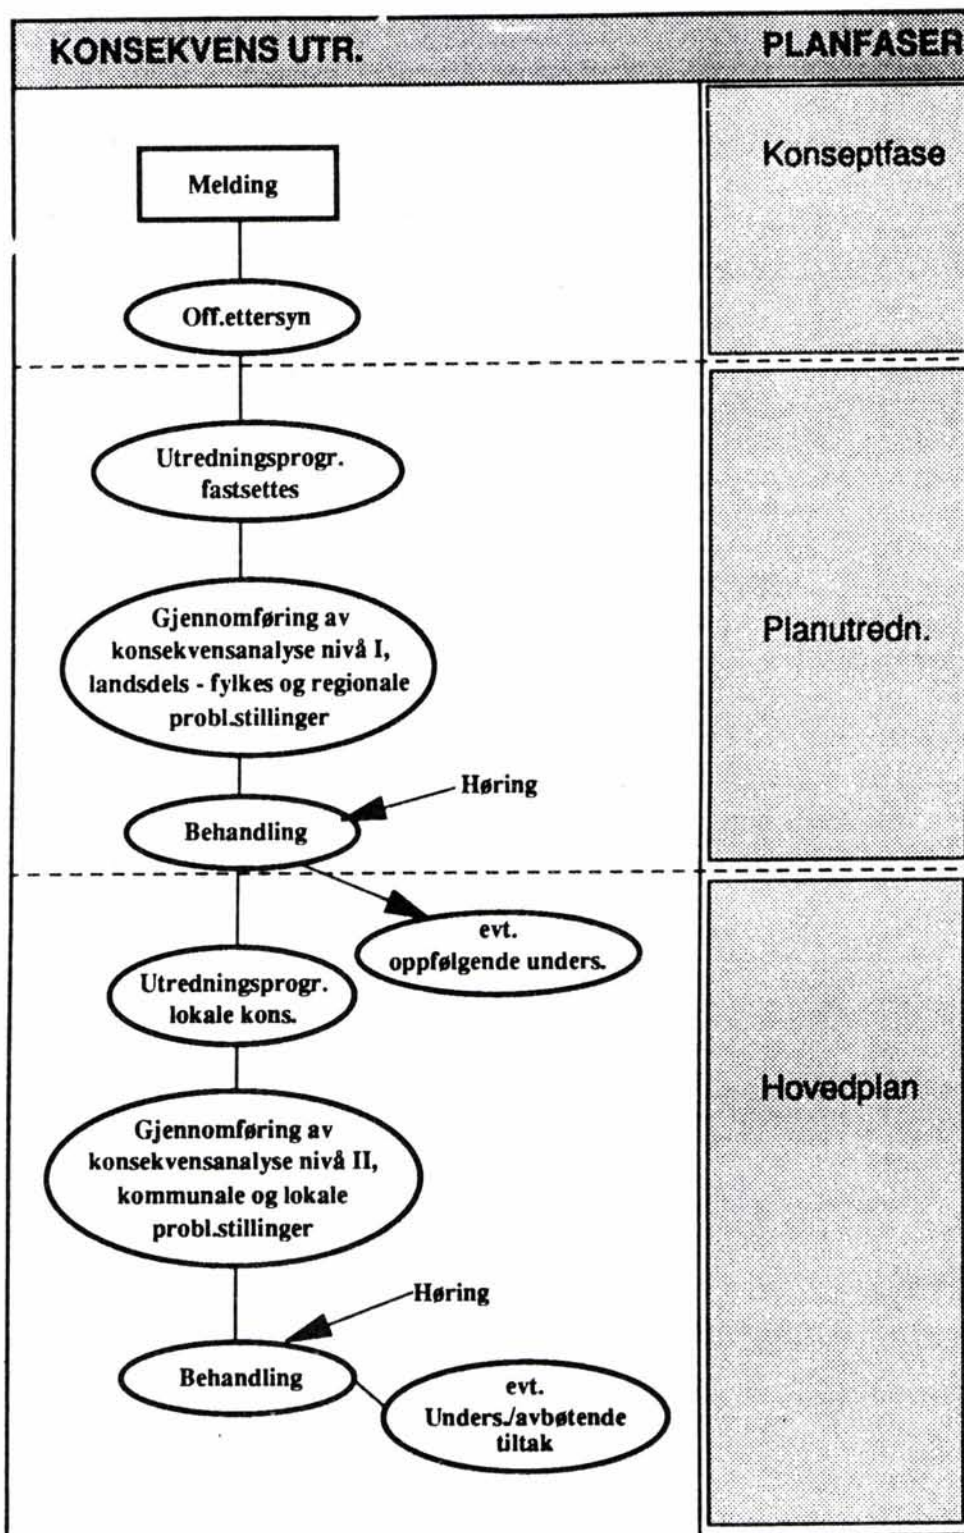 KONSEKVENS UTR.
PLANFASER
Melding
Konseptfase
Off.ettersyn
Utredningsprogr.
fastsettes
Gjennomføring av
konsekvensanalyse nivå I,
landsdels - fylkes og regionale
probl.stillinger
Planutredn.
Høring
Behandling
evt.
oppfølgende unders.
Utredningsprogr.
lokale kons.
Hovedplan
Gjennomføring av
konsekvensanalyse nivå II,
kommunale og lokale
probl.stillinger
Høring
Behandling
evt.
Unders./avbøtende
tiltak